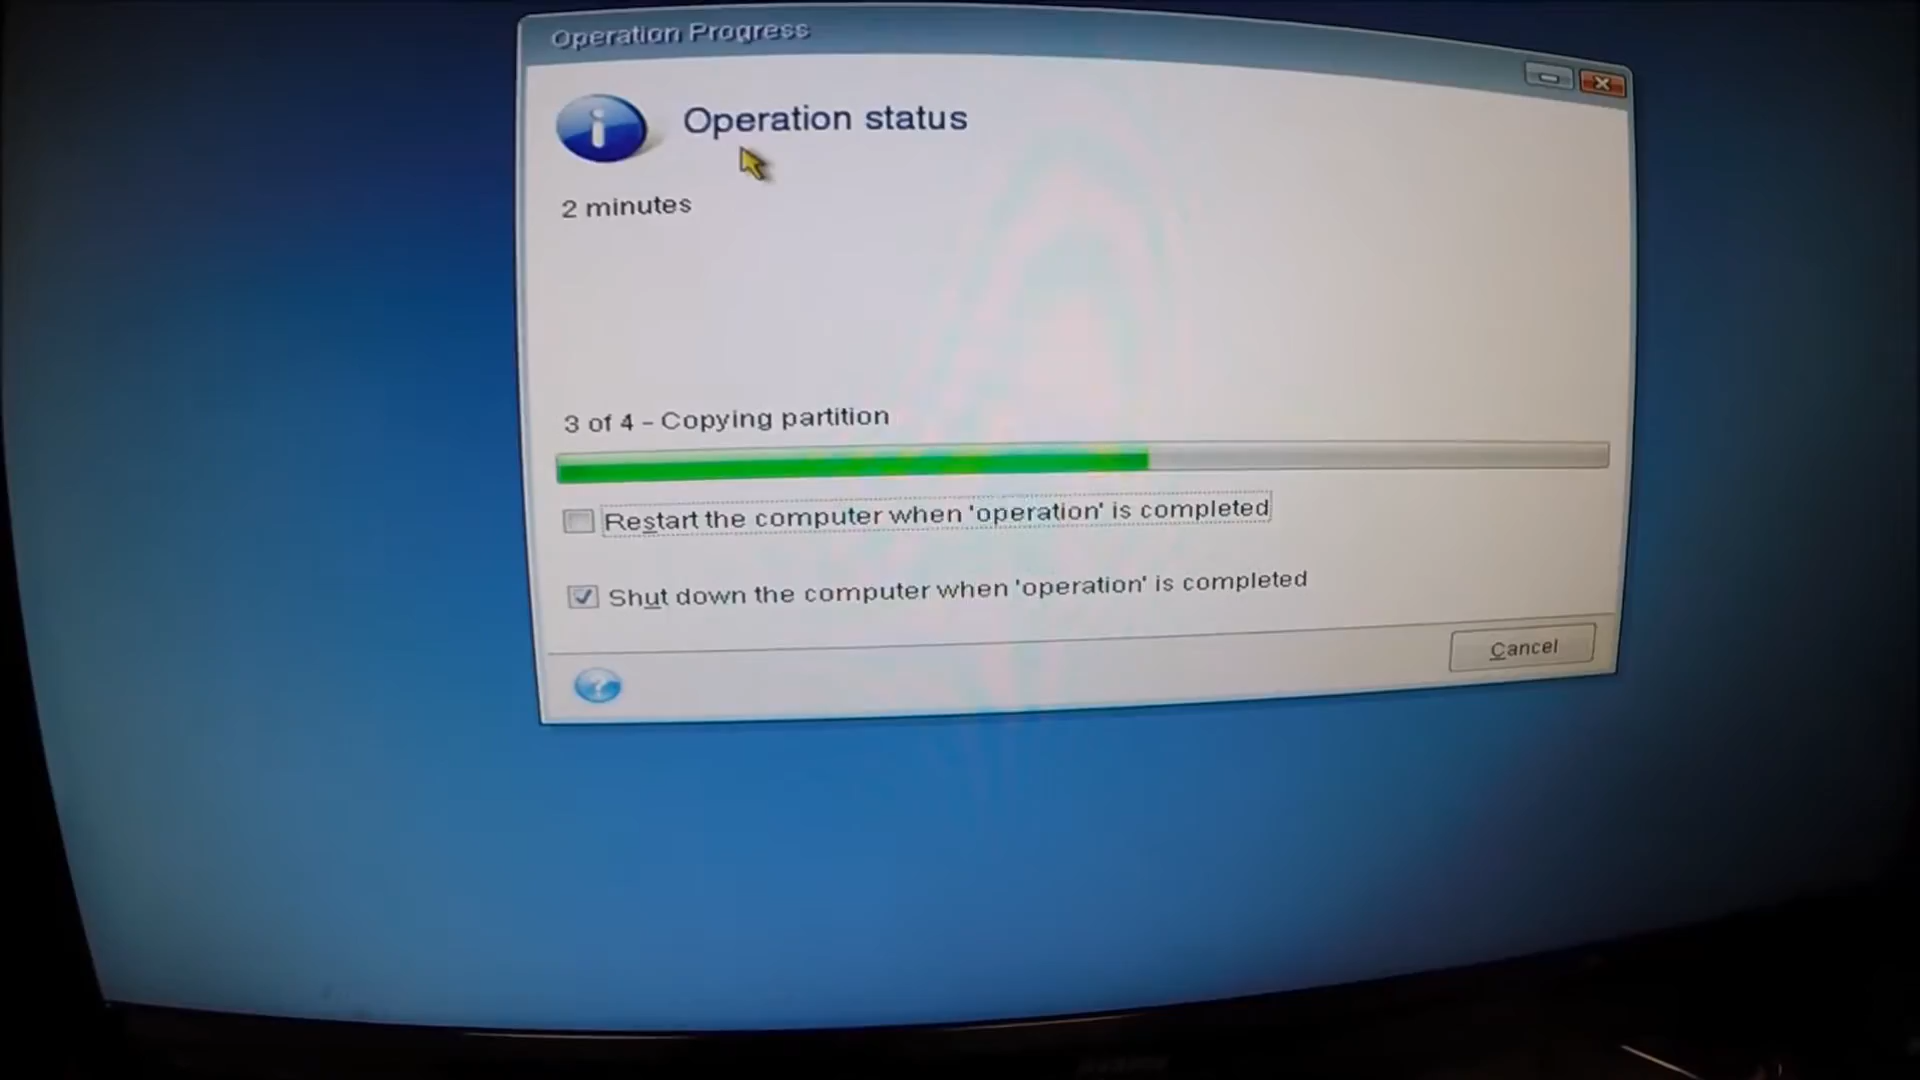 Operation Progress
Operation status
2 minutes
3 of 4 - Copying partition
Restart the computer when 'operation' is completed
Shut down the computer when 'operation' is completed
Cancel